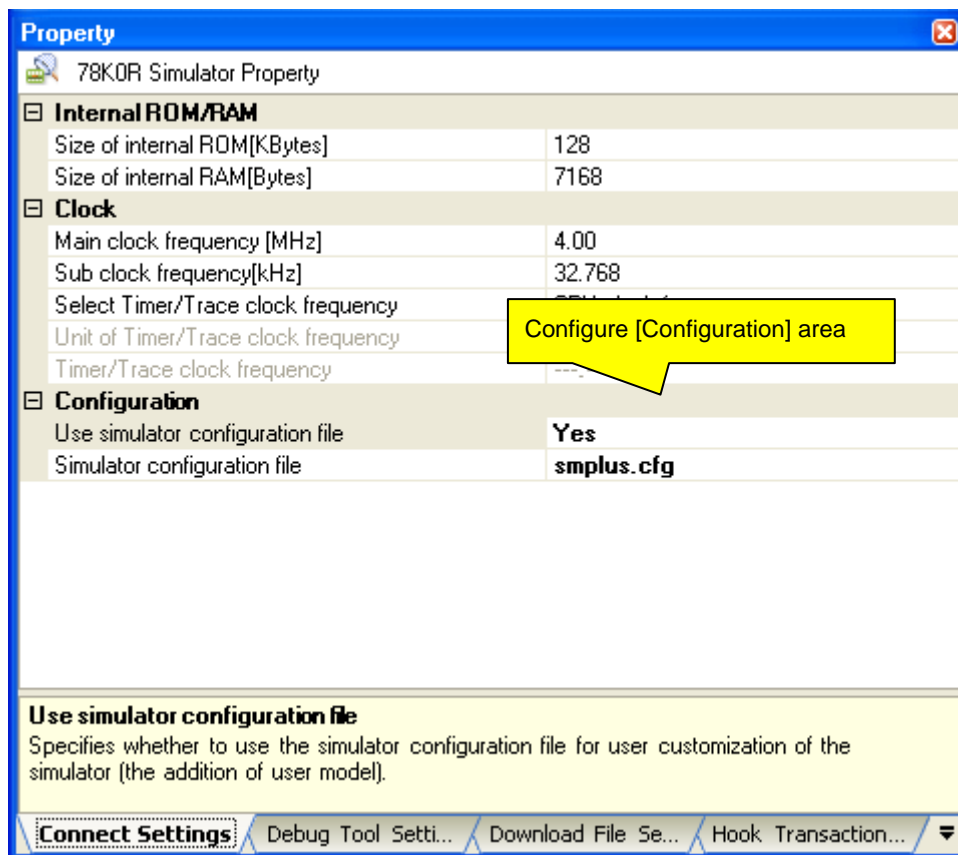 Property
78K0R Simulator Property
Internal ROM/RAM
Size of internal ROM[KBytes] 128
Size of internal RAM[Bytes] 7168
Clock
Main clock frequency [MHz] 4.00
Sub clock frequency[kHz] 32.768
Select Timer/Trace clock frequency
Unit of Timer/Trace clock frequency
Timer/Trace clock frequency
Configure [Configuration] area
Configuration
Use simulator configuration file Yes
Simulator configuration file smplus.cfg
Use simulator configuration file
Specifies whether to use the simulator configuration file for user customization of the
simulator (the addition of user model).
Connect Settings Debug Tool Setti... Download File Se... Hook Transaction...